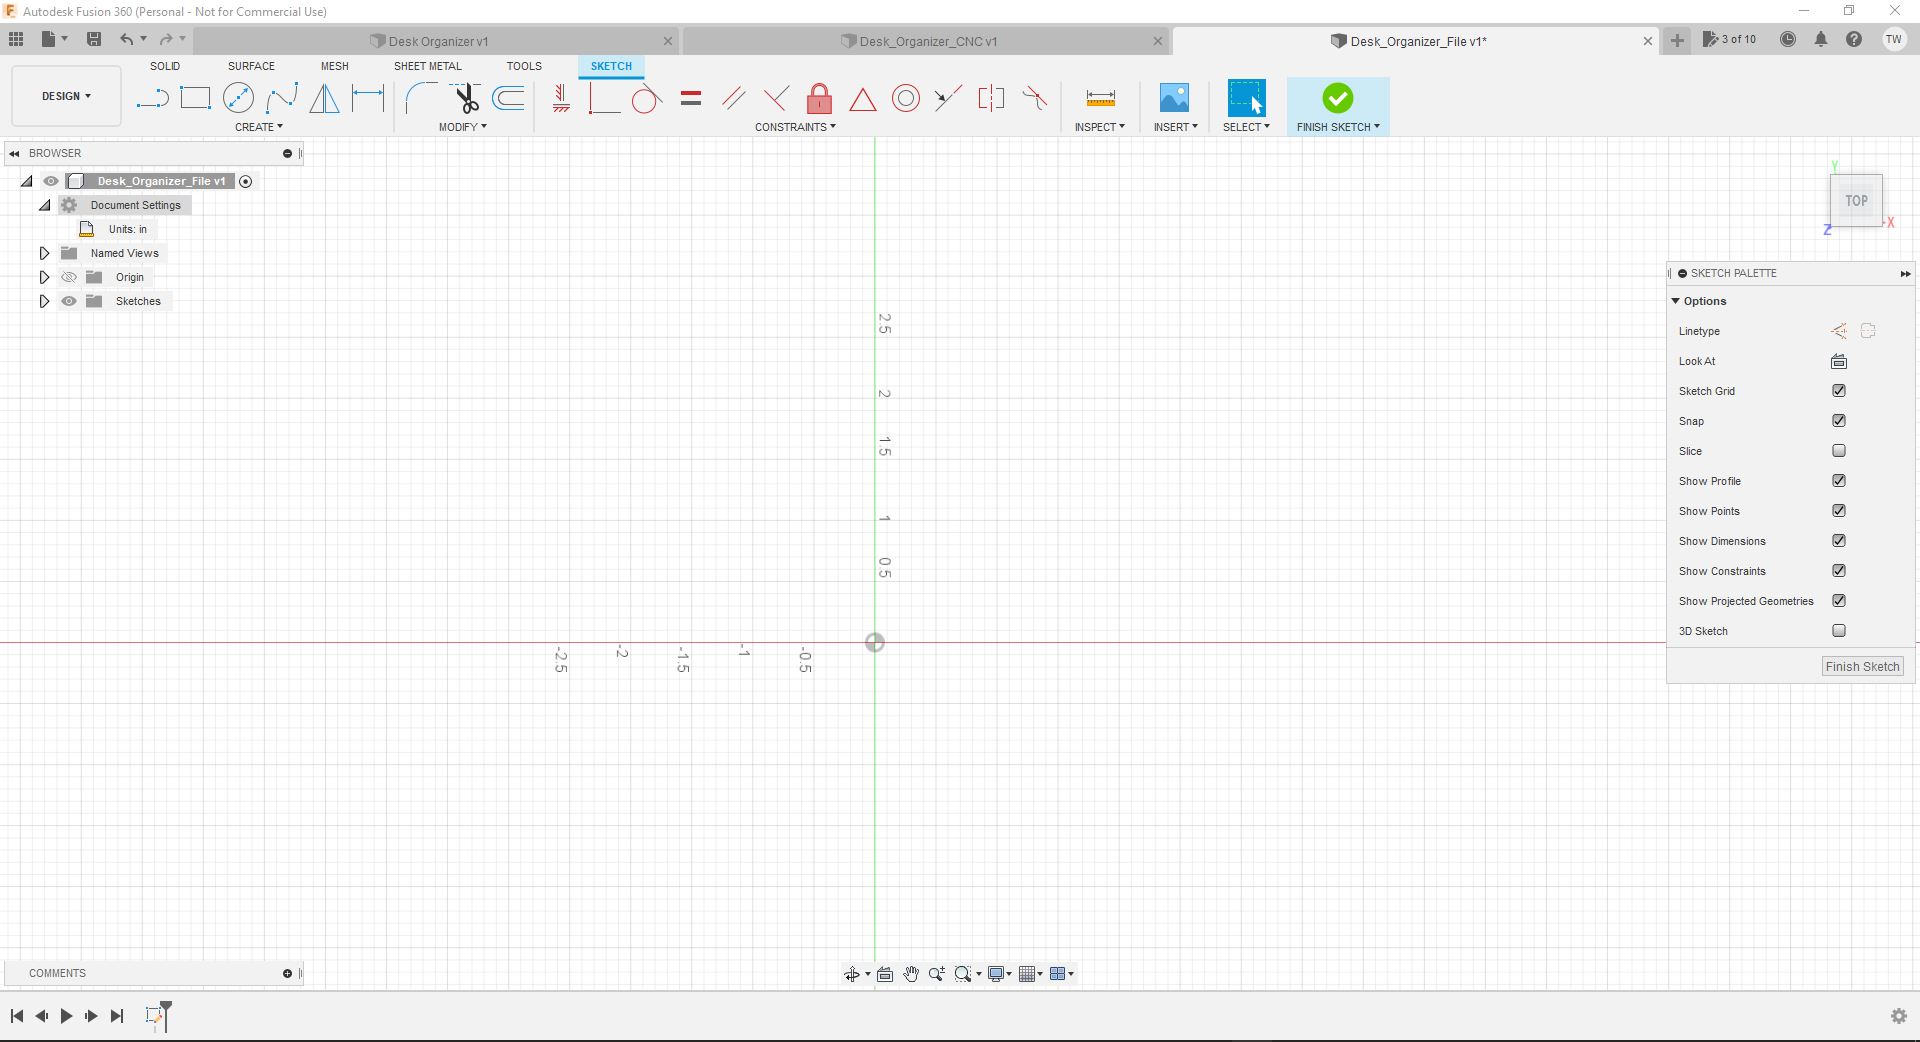 Autodesk Fusion 360 (Personal - Not for Commercial Use)
Desk Organizer v1
Desk_Organizer_CNC v1
Desk_Organizer_File v1*
3 of 10
TW
DESIGN
SOLID
SURFACE
MESH
SHEET METAL
TOOLS
SKETCH
CREATE
MODIFY
CONSTRAINTS
INSPECT
INSERT
SELECT
FINISH SKETCH
BROWSER
Desk_Organizer_File v1
Document Settings
Units: in
Named Views
Origin
Sketches
2.5
2
1.5
1
0.5
-2.5
-2
-1.5
-1
-0.5
Y
TOP
X
Z
SKETCH PALETTE
Options
Linetype
Look At
Sketch Grid
Snap
Slice
Show Profile
Show Points
Show Dimensions
Show Constraints
Show Projected Geometries
3D Sketch
Finish Sketch
COMMENTS